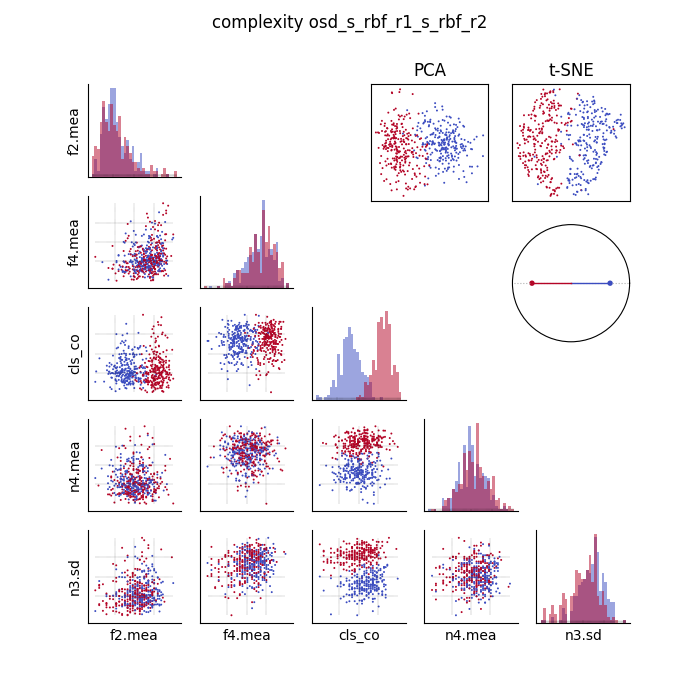 complexity osd_s_rbf_r1_s_rbf_r2
PCA
t-SNE
f2.mea
f4.mea
cls_co
n4.mea
n3.sd
f2.mea
f4.mea
cls_co
n4.mea
n3.sd